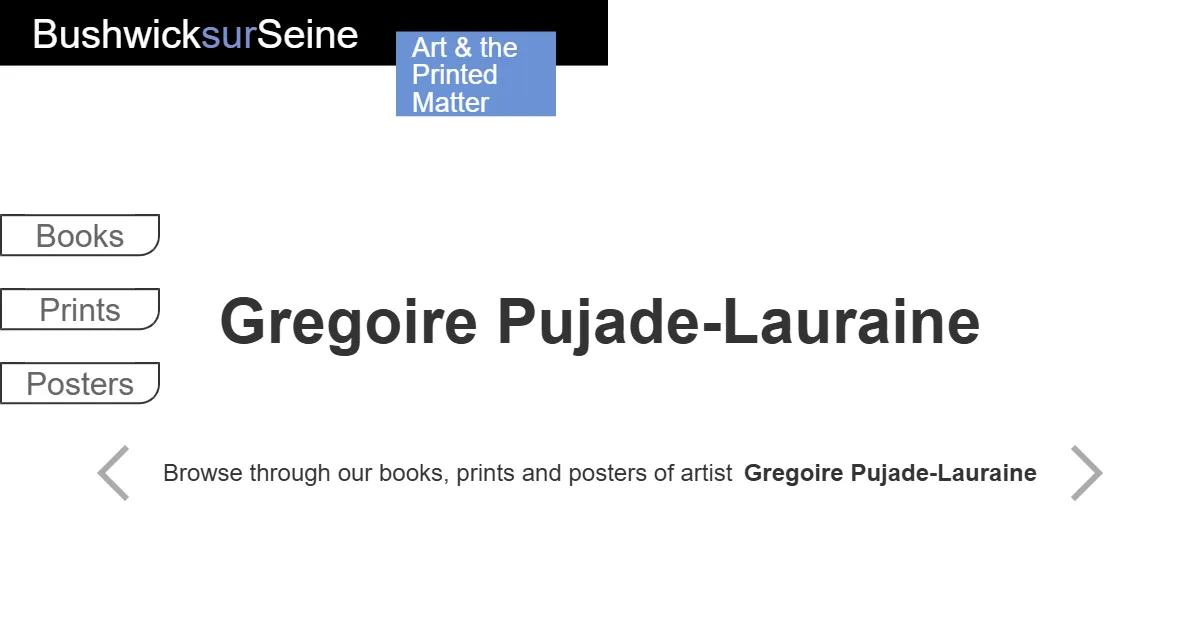 BushwicksurSeine
Art & the
Printed
Matter
Books
Prints
Posters
Gregoire Pujade-Lauraine
Browse through our books, prints and posters of artist Gregoire Pujade-Lauraine